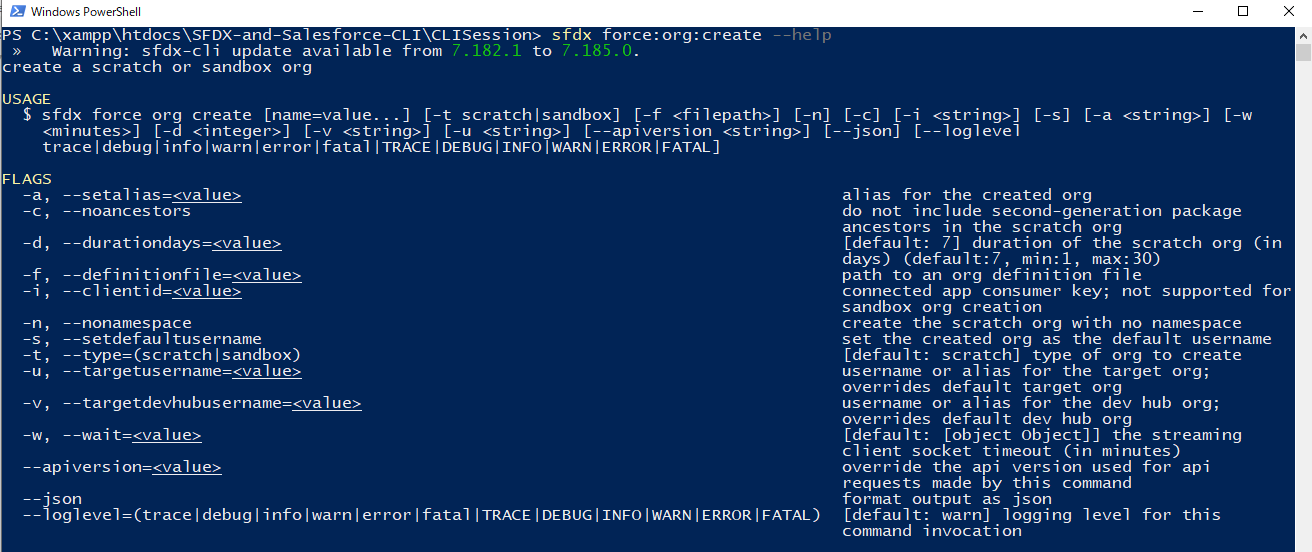 Windows PowerShell
PS C:\xampp\htdocs\SFDX-and-Salesforce-CLI\CLISession> sfdx force:org:create --help
 »   Warning: sfdx-cli update available from 7.182.1 to 7.185.0.
create a scratch or sandbox org
USAGE
  $ sfdx force org create [name=value...] [-t scratch|sandbox] [-f <filepath>] [-n] [-c] [-i <string>] [-s] [-a <string>] [-w
    <minutes>] [-d <integer>] [-v <string>] [-u <string>] [--apiversion <string>] [--json] [--loglevel
    trace|debug|info|warn|error|fatal|TRACE|DEBUG|INFO|WARN|ERROR|FATAL]
FLAGS
  -a, --setalias=<value> alias for the created org
  -c, --noancestors do not include second-generation package
ancestors in the scratch org
  -d, --durationdays=<value> [default: 7] duration of the scratch org (in
days) (default:7, min:1, max:30)
  -f, --definitionfile=<value> path to an org definition file
  -i, --clientid=<value> connected app consumer key; not supported for
sandbox org creation
  -n, --nonamespace create the scratch org with no namespace
  -s, --setdefaultusername set the created org as the default username
  -t, --type=(scratch|sandbox) [default: scratch] type of org to create
  -u, --targetusername=<value> username or alias for the target org;
overrides default target org
  -v, --targetdevhubusername=<value> username or alias for the dev hub org;
overrides default dev hub org
  -w, --wait=<value> [default: [object Object]] the streaming
client socket timeout (in minutes)
  --apiversion=<value> override the api version used for api
requests made by this command
  --json format output as json
  --loglevel=(trace|debug|info|warn|error|fatal|TRACE|DEBUG|INFO|WARN|ERROR|FATAL) [default: warn] logging level for this
command invocation